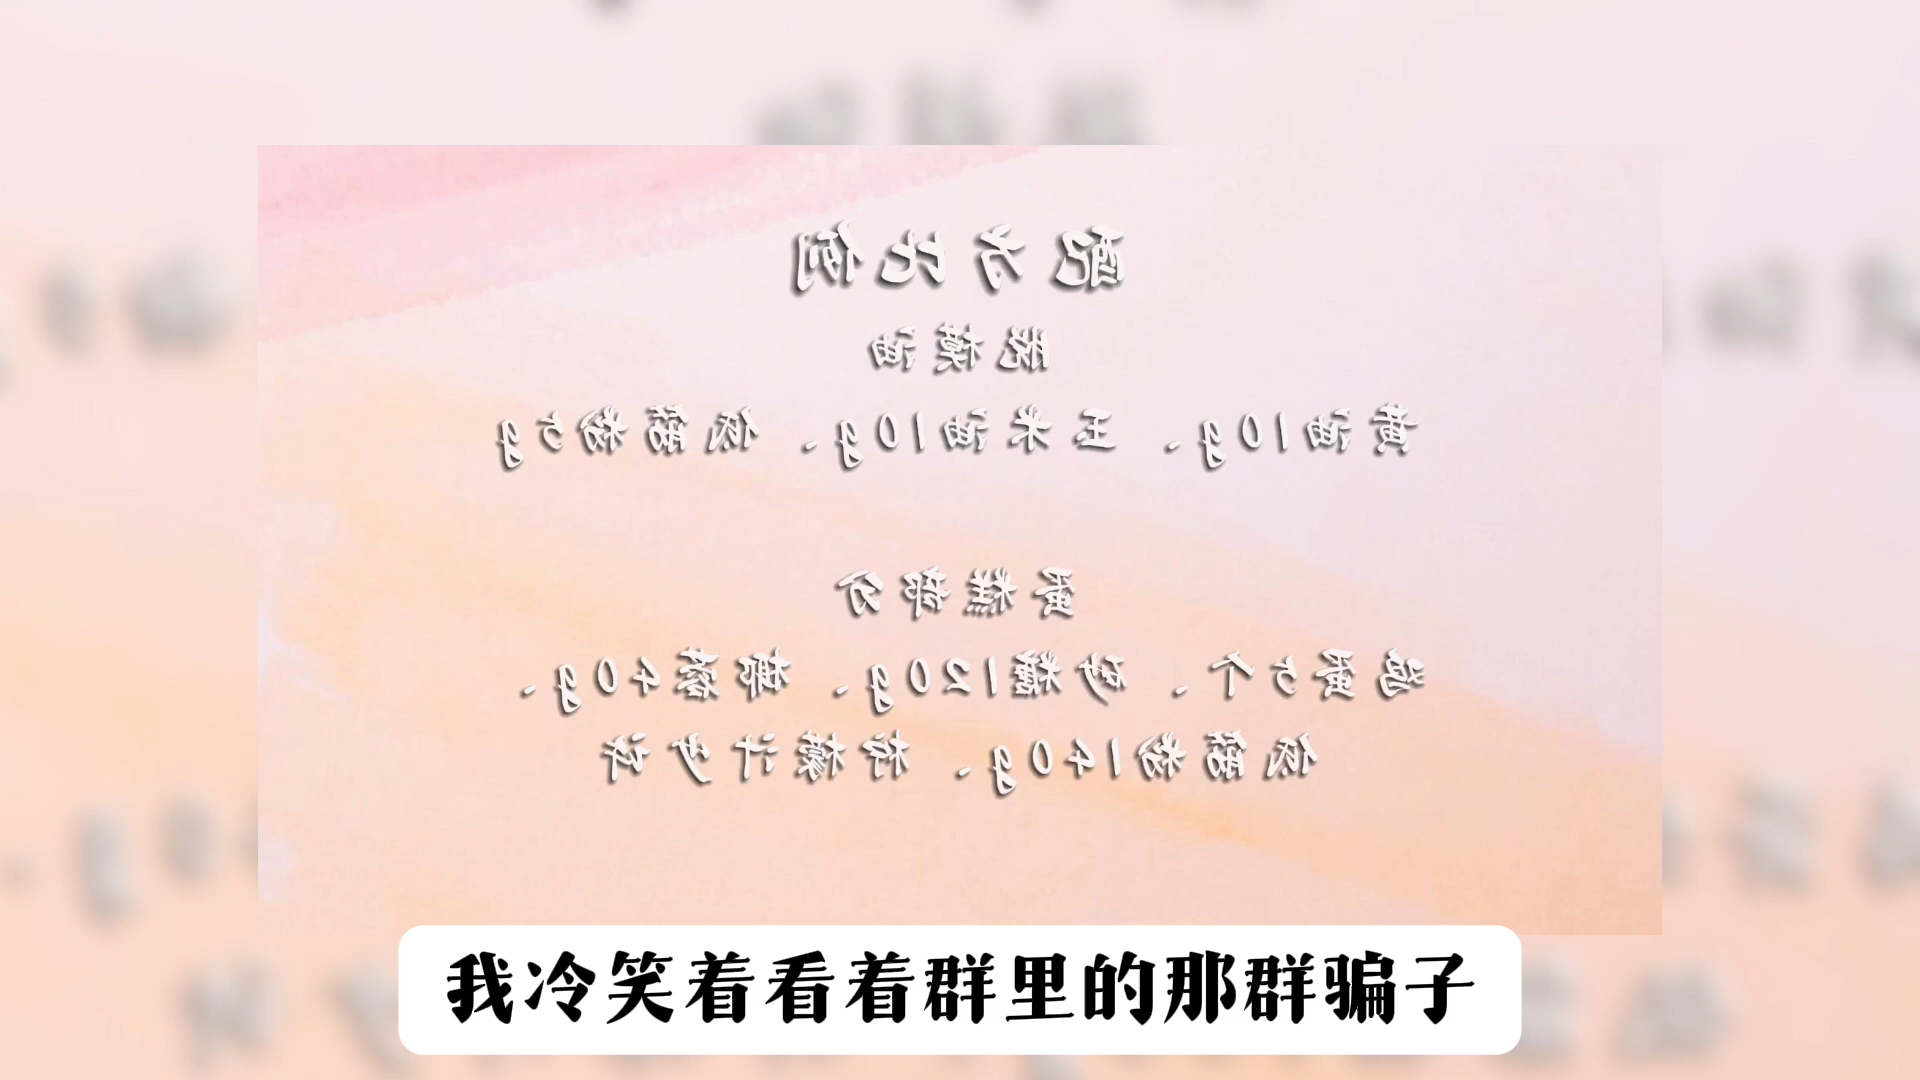 配方比例
脱模油
黄油10g、玉米油10g、低筋粉5g
蛋糕部分
鸡蛋5个、砂糖120g、椰蓉40g、
低筋粉140g、柠檬汁少许
我冷笑着看着群里的那群骗子